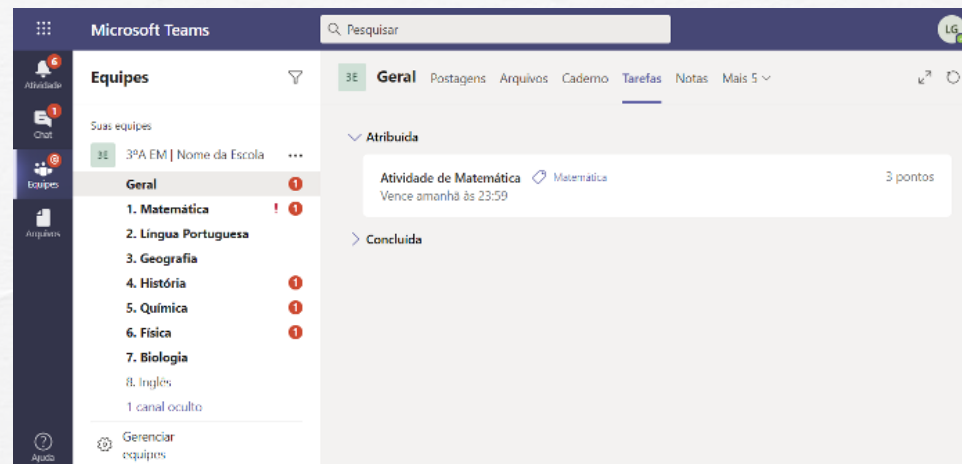 Microsoft Teams
Pesquisar
LG
6
Atividade
1
Chat
Equipes
Arquivos
Ajuda
Equipes
Suas equipes
3E 3ºA EM | Nome da Escola ...
Geral 1
1. Matemática ! 1
2. Língua Portuguesa
3. Geografia
4. História 1
5. Química 1
6. Física 1
7. Biologia
8. Inglês
1 canal oculto
Gerenciar
equipes
3E Geral Postagens Arquivos Caderno Tarefas Notas Mais 5
Atribuída
Atividade de Matemática Matemática 3 pontos
Vence amanhã às 23:59
Concluída